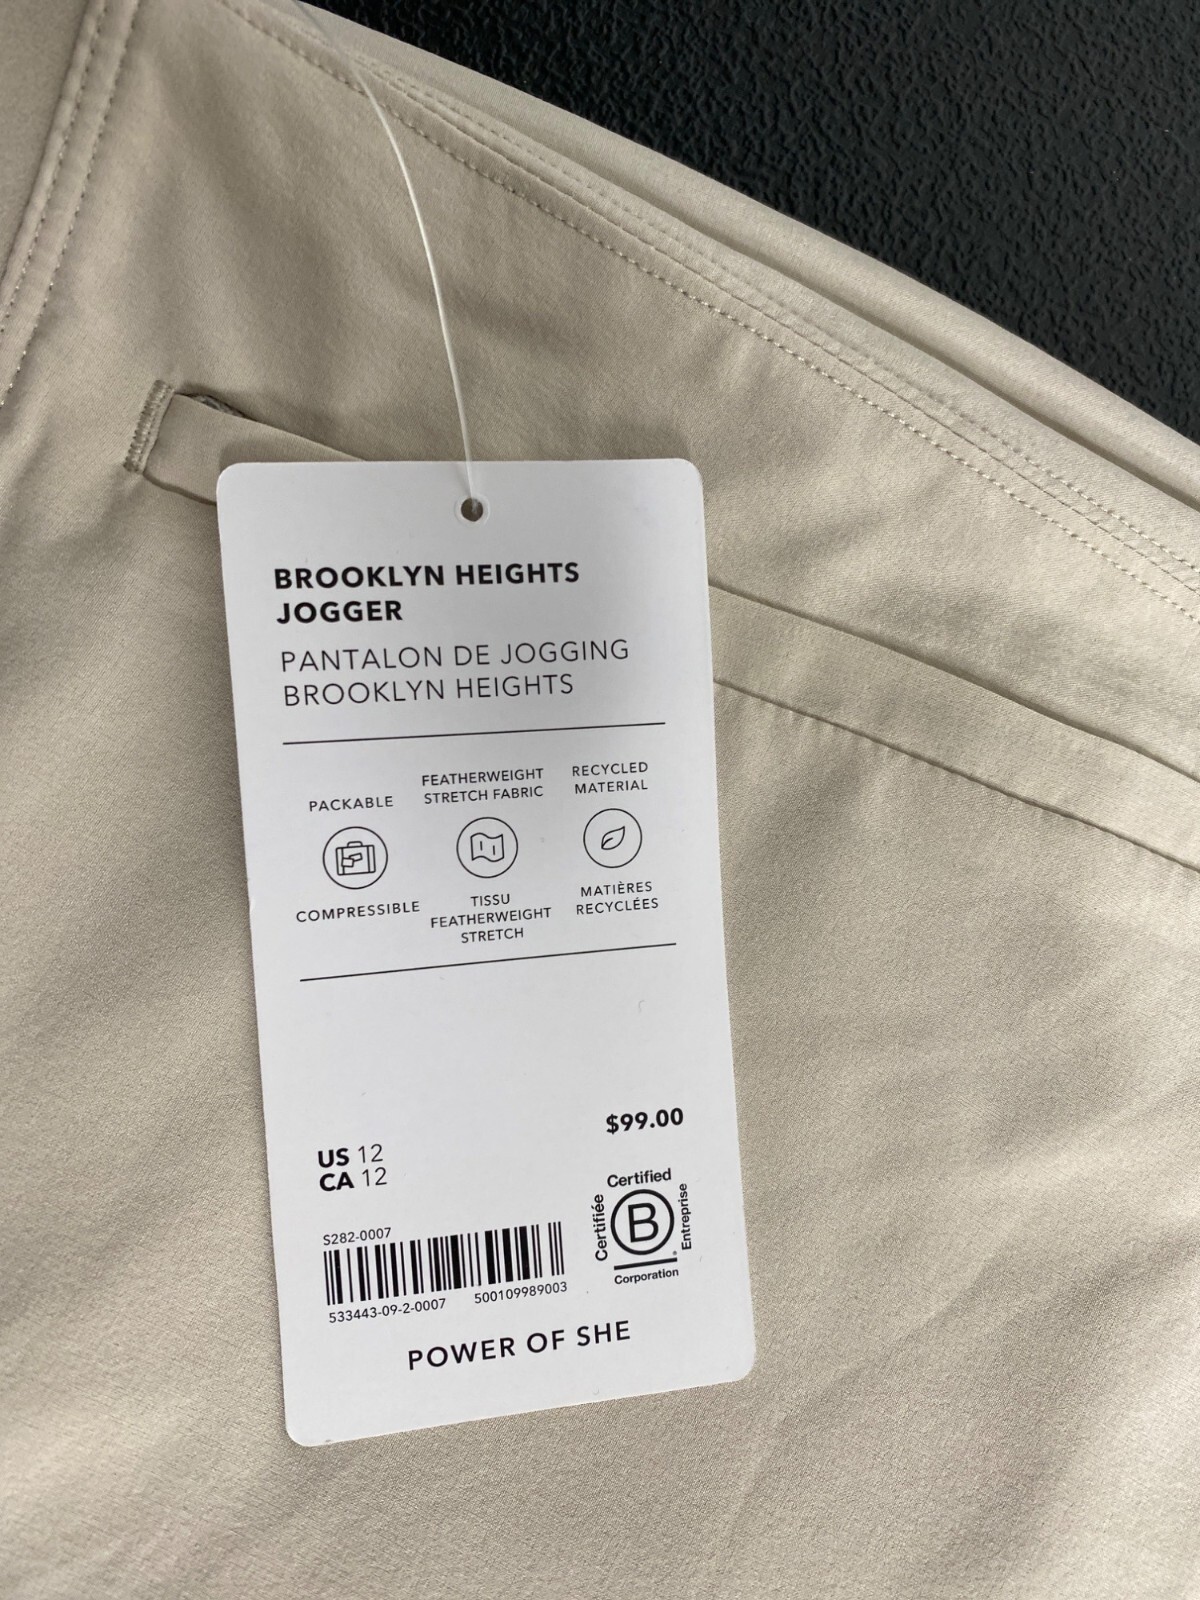 BROOKLYN HEIGHTS
JOGGER
PANTALON DE JOGGING
BROOKLYN HEIGHTS
PACKABLE
COMPRESSIBLE
FEATHERWEIGHT
STRETCH FABRIC
TISSU
FEATHERWEIGHT
STRETCH
RECYCLED
MATERIAL
MATIÈRES
RECYCLÉES
$99.00
US 12
CA 12
S282-0007
533443-09-2-0007 500109989003
Certified
Certifiée
B
Entreprise
Corporation
POWER OF SHE